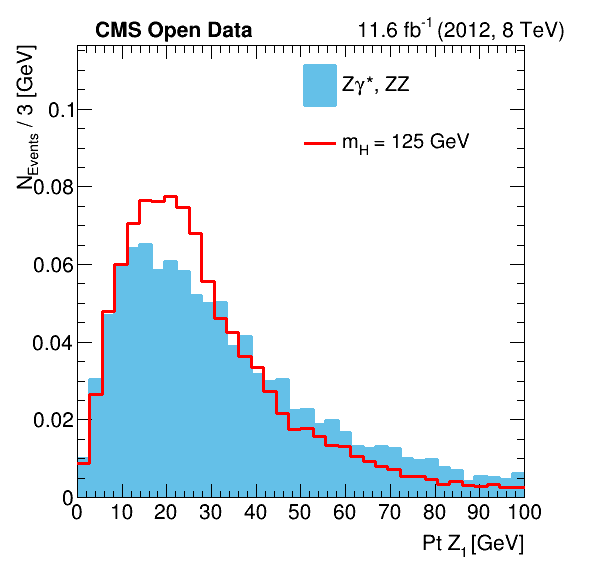 CMS Open Data 11.6 fb⁻¹ (2012, 8 TeV)
N_Events / 3 [GeV]
Zγ*, ZZ
m_H = 125 GeV
0.1
0.08
0.06
0.04
0.02
0
0 10 20 30 40 50 60 70 80 90 100
Pt Z₁ [GeV]